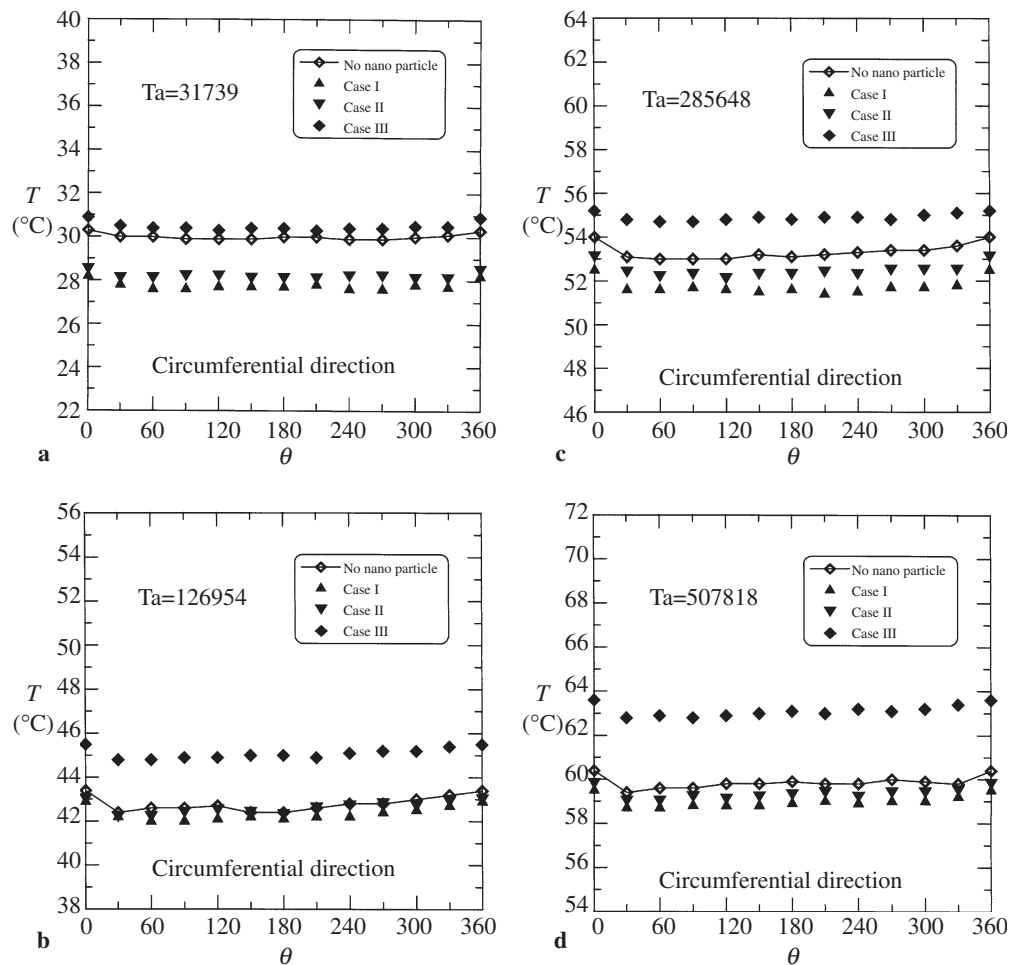 40
38
36
34
32
T
(°C)
30
28
26
24
22
0 60 120 180 240 300 360
θ
a
Ta=31739
No nano particle
Case I
Case II
Case III
Circumferential direction
64
62
60
58
56
T
(°C)
54
52
51
48
46
0 60 120 180 240 300 360
θ
c
Ta=285648
No nano particle
Case I
Case II
Case III
Circumferential direction
56
54
52
50
48
T
(°C)
45
44
42
40
38
0 60 120 180 240 300 360
θ
b
Ta=126954
No nano particle
Case I
Case II
Case III
Circumferential direction
72
70
68
66
64
T
(°C)
63
60
58
56
54
0 60 120 180 240 300 360
θ
d
Ta=507818
No nano particle
Case I
Case II
Case III
Circumferential direction